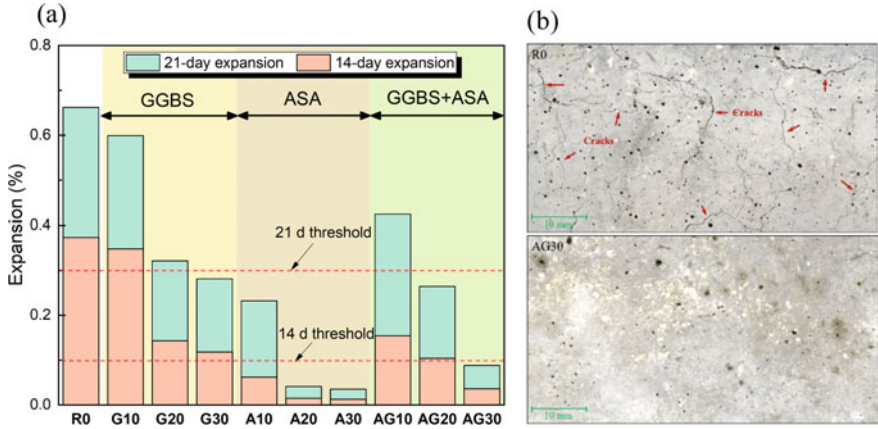 (a)
0.8
0.6
0.4
0.2
0.0
Expansion (%)
21-day expansion
14-day expansion
GGBS
ASA
GGBS+ASA
21 d threshold
14 d threshold
R0 G10 G20 G30 A10 A20 A30 AG10 AG20 AG30
(b)
R0
Cracks
Cracks
10 mm
AG30
10 mm